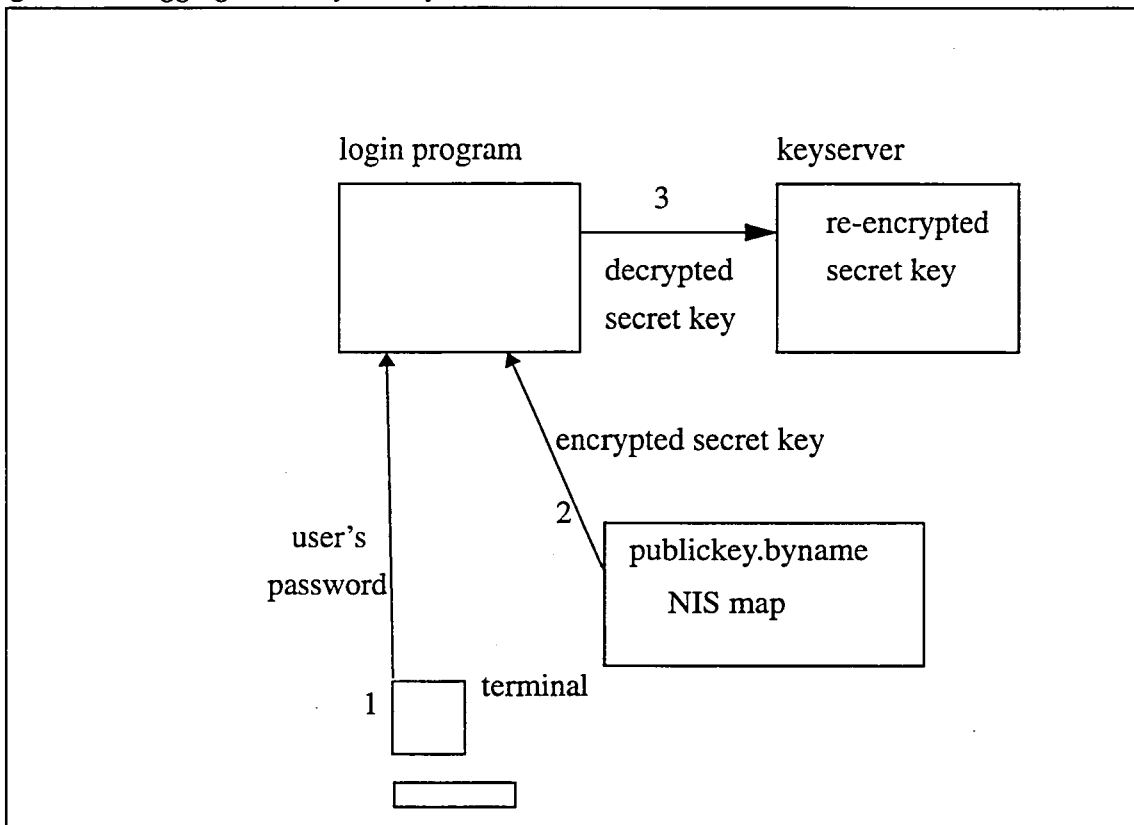 login program
keyserver
3
re-encrypted
secret key
decrypted
secret key
encrypted secret key
2
user's
password
publickey.byname
NIS map
1
terminal